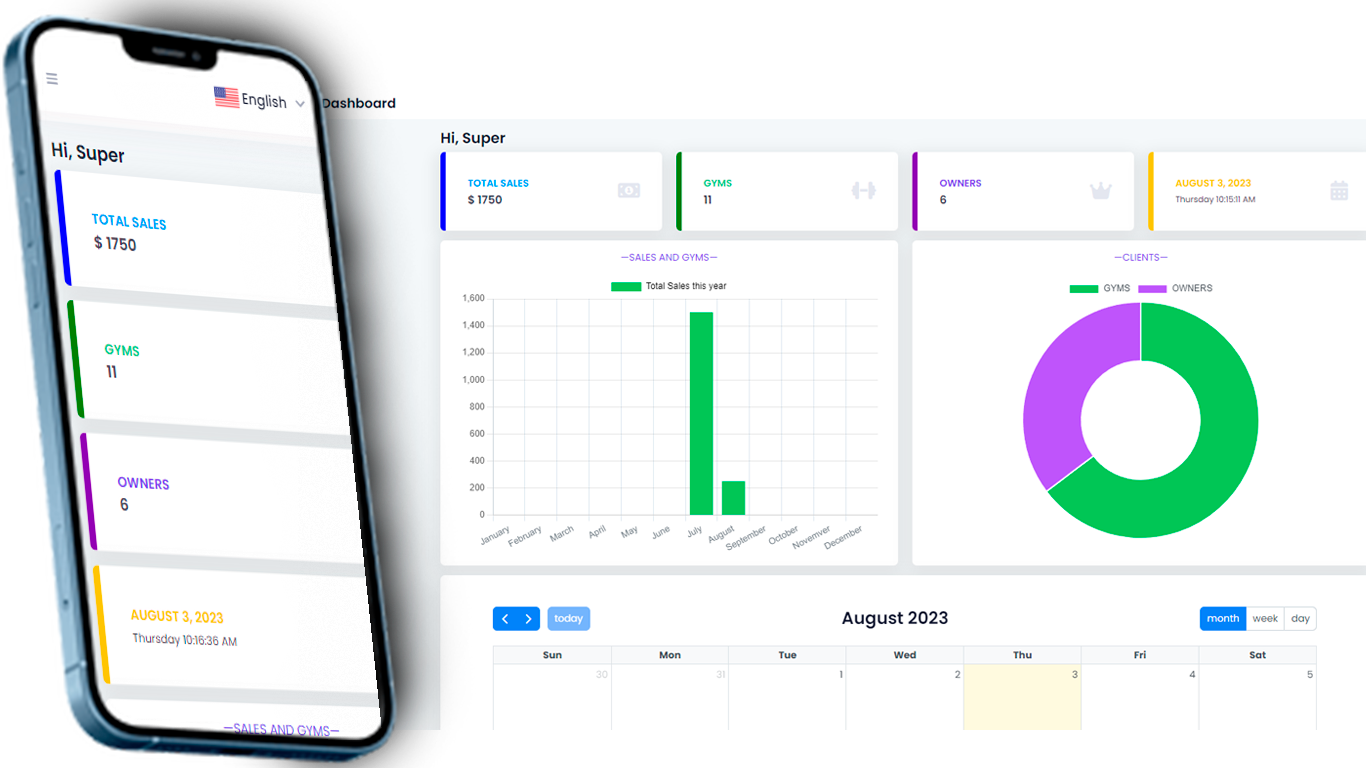 English
Hi, Super
TOTAL SALES
$ 1750
GYMS
11
OWNERS
6
AUGUST 3, 2023
Thursday 10:16:36 AM
—SALES AND GYMS—
Dashboard
Hi, Super
TOTAL SALES
$ 1750
GYMS
11
OWNERS
6
AUGUST 3, 2023
Thursday 10:15:11 AM
—SALES AND GYMS—
Total Sales this year
1,600
1,400
1,200
1,000
800
600
400
200
0
January February March April May June July August September October Novemver December
—CLIENTS—
GYMS OWNERS
today
August 2023
month week day
Sun Mon Tue Wed Thu Fri Sat
30 31 1 2 3 4 5